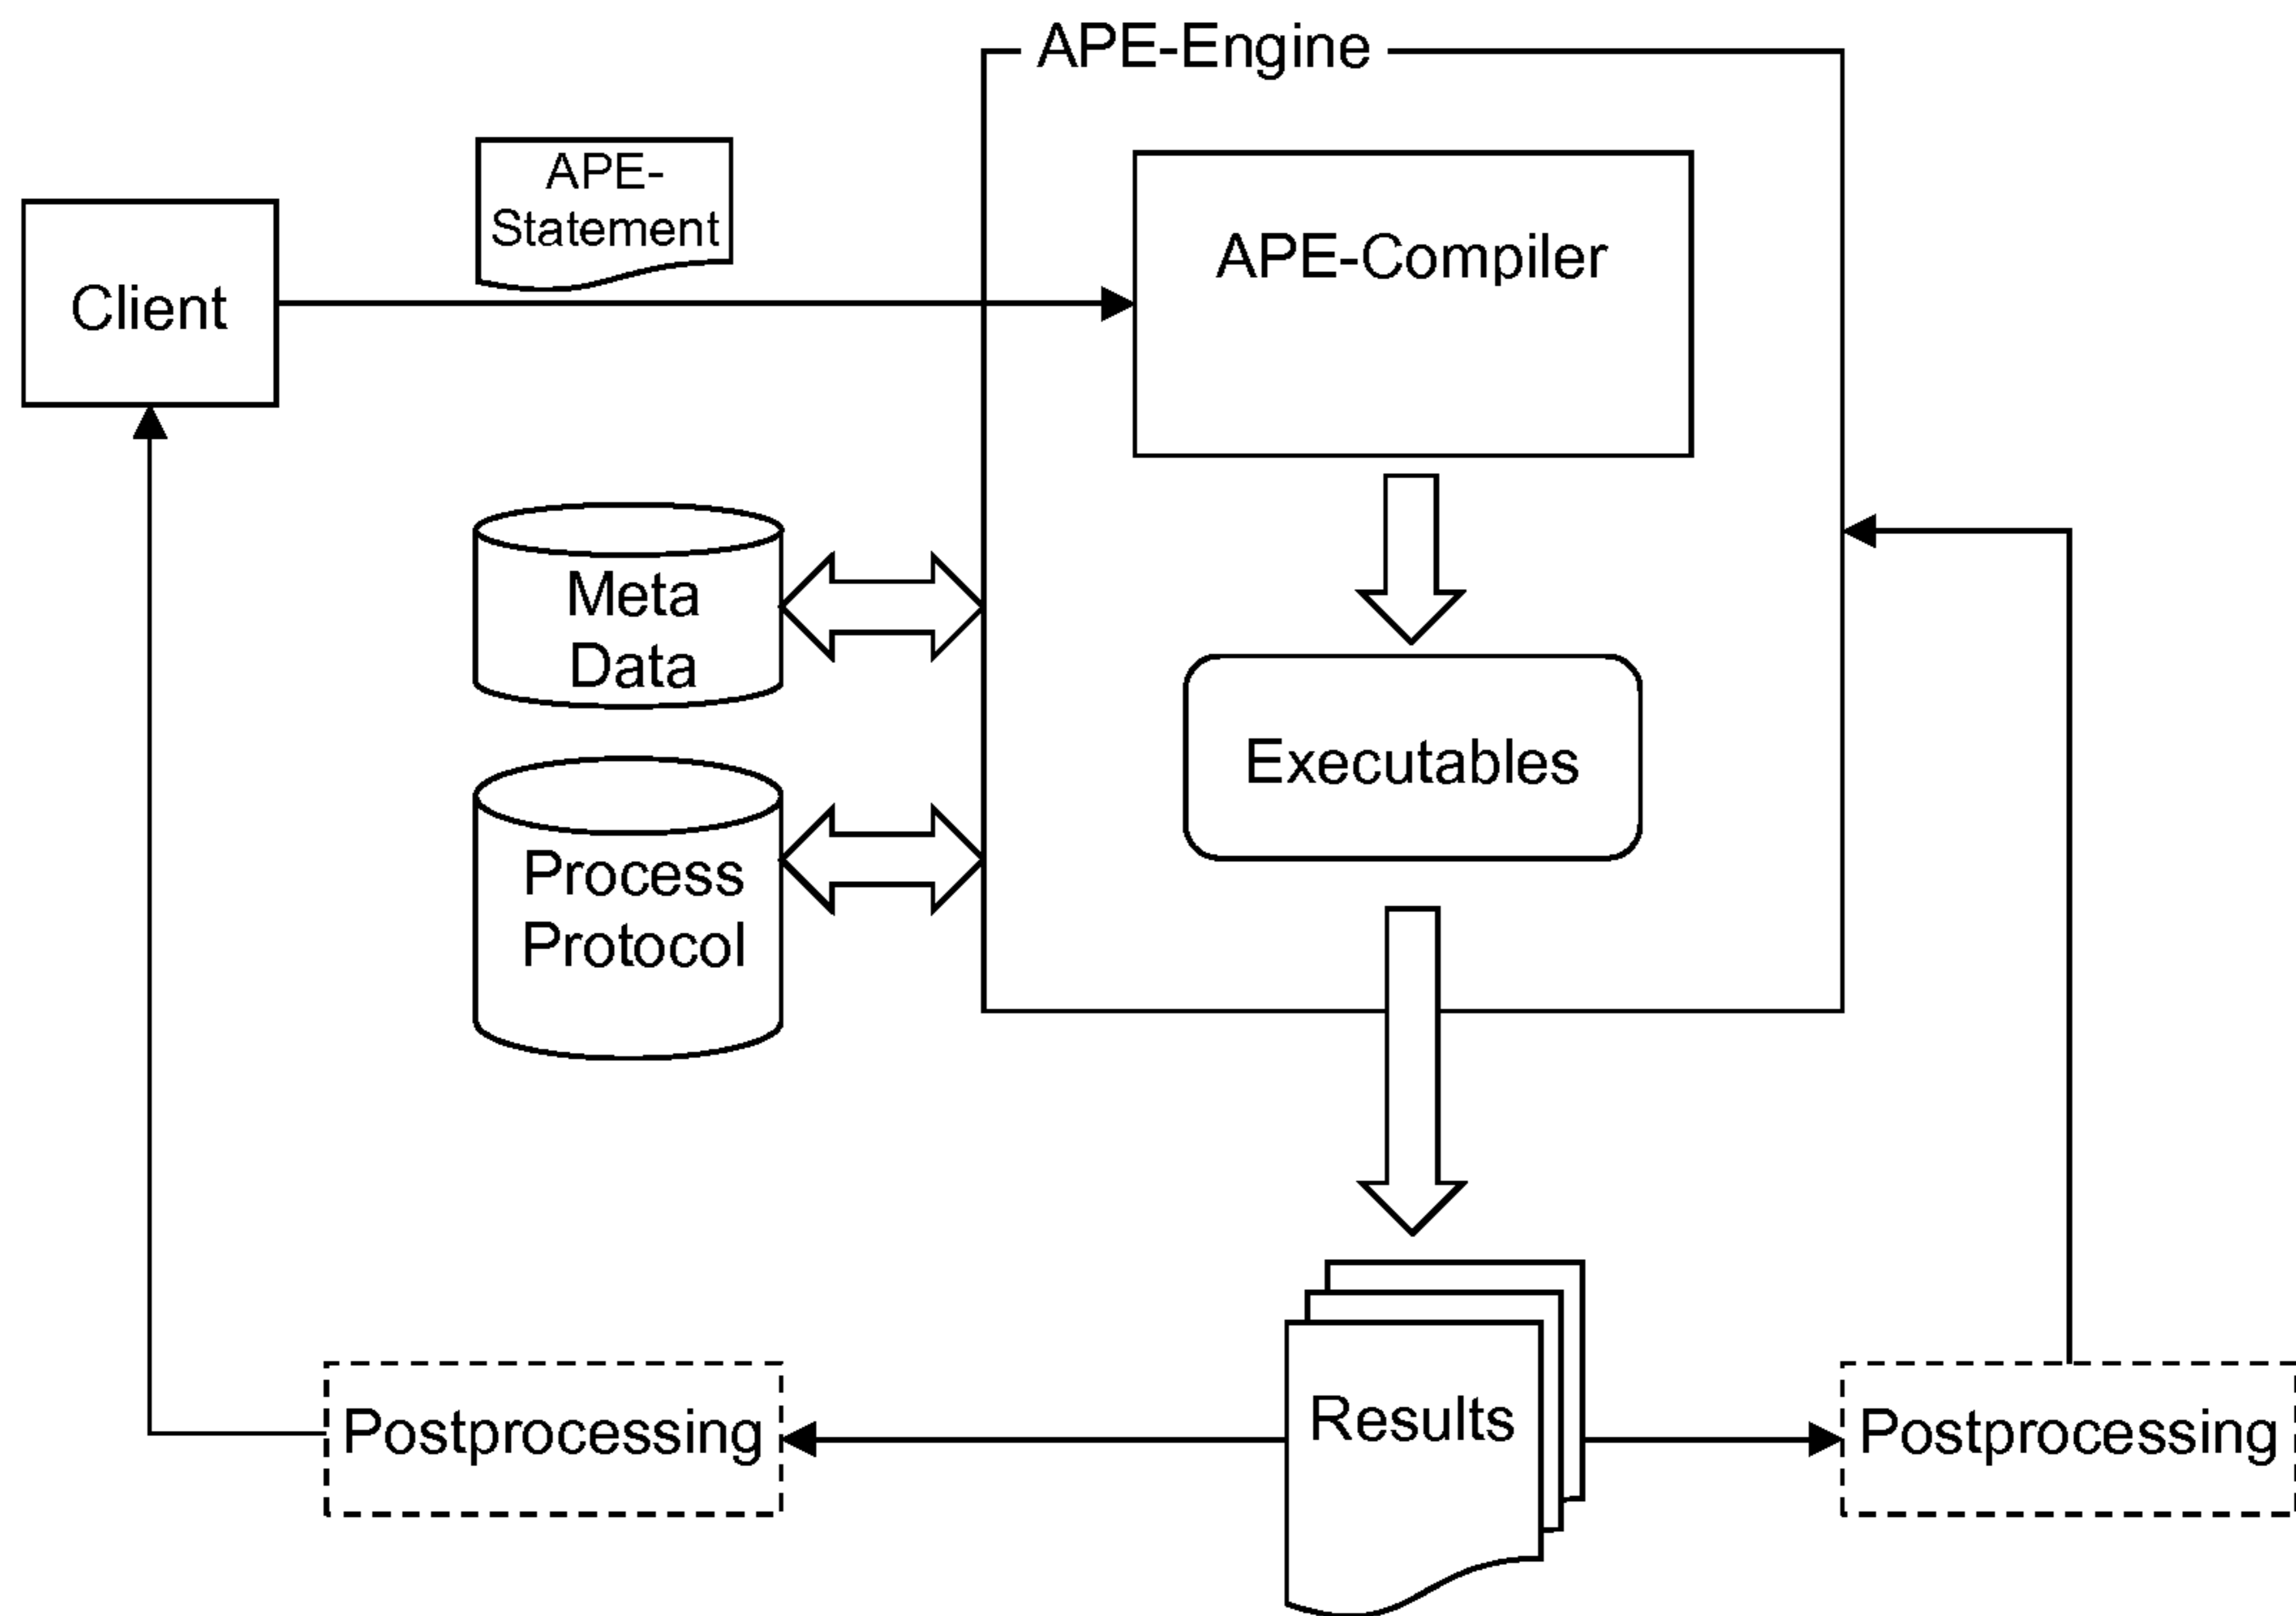 APE-Engine
APE-
Statement
Client
APE-Compiler
Meta
Data
Executables
Process
Protocol
Results
Postprocessing
Postprocessing